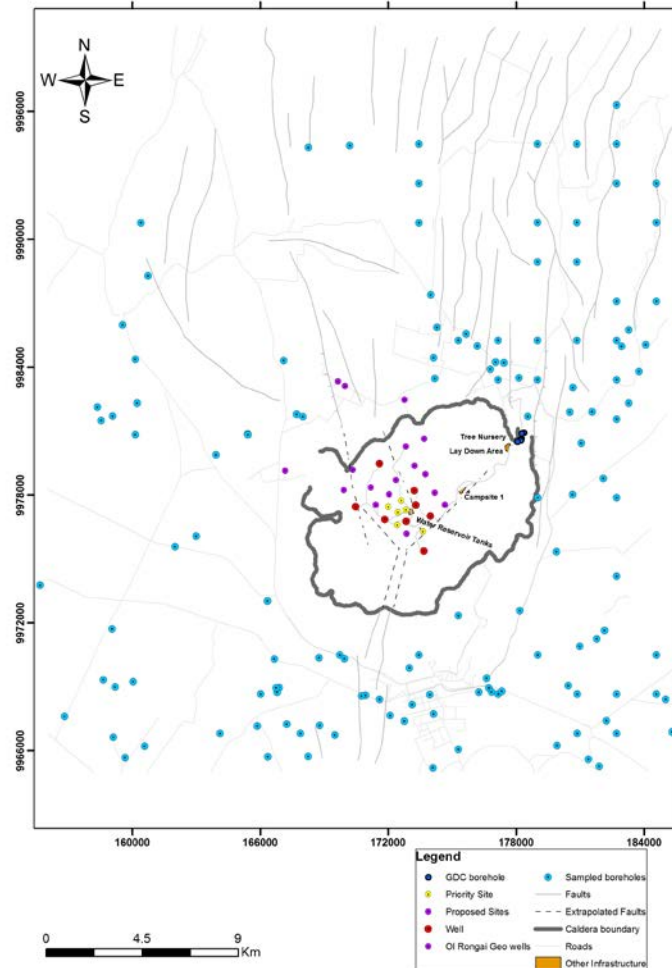 N
W E
S
9996000
9990000
9984000
9978000
9972000
9966000
Tree Nursery
Lay Down Area
Campsite 1
Water Reservoir Tanks
160000 166000 172000 178000 184000
Legend
GDC borehole
Priority Site
Proposed Sites
Well
Ol Rongai Geo wells
Sampled boreholes
Faults
Extrapolated Faults
Caldera boundary
Roads
Other Infrastructure
0 4.5 9
Km